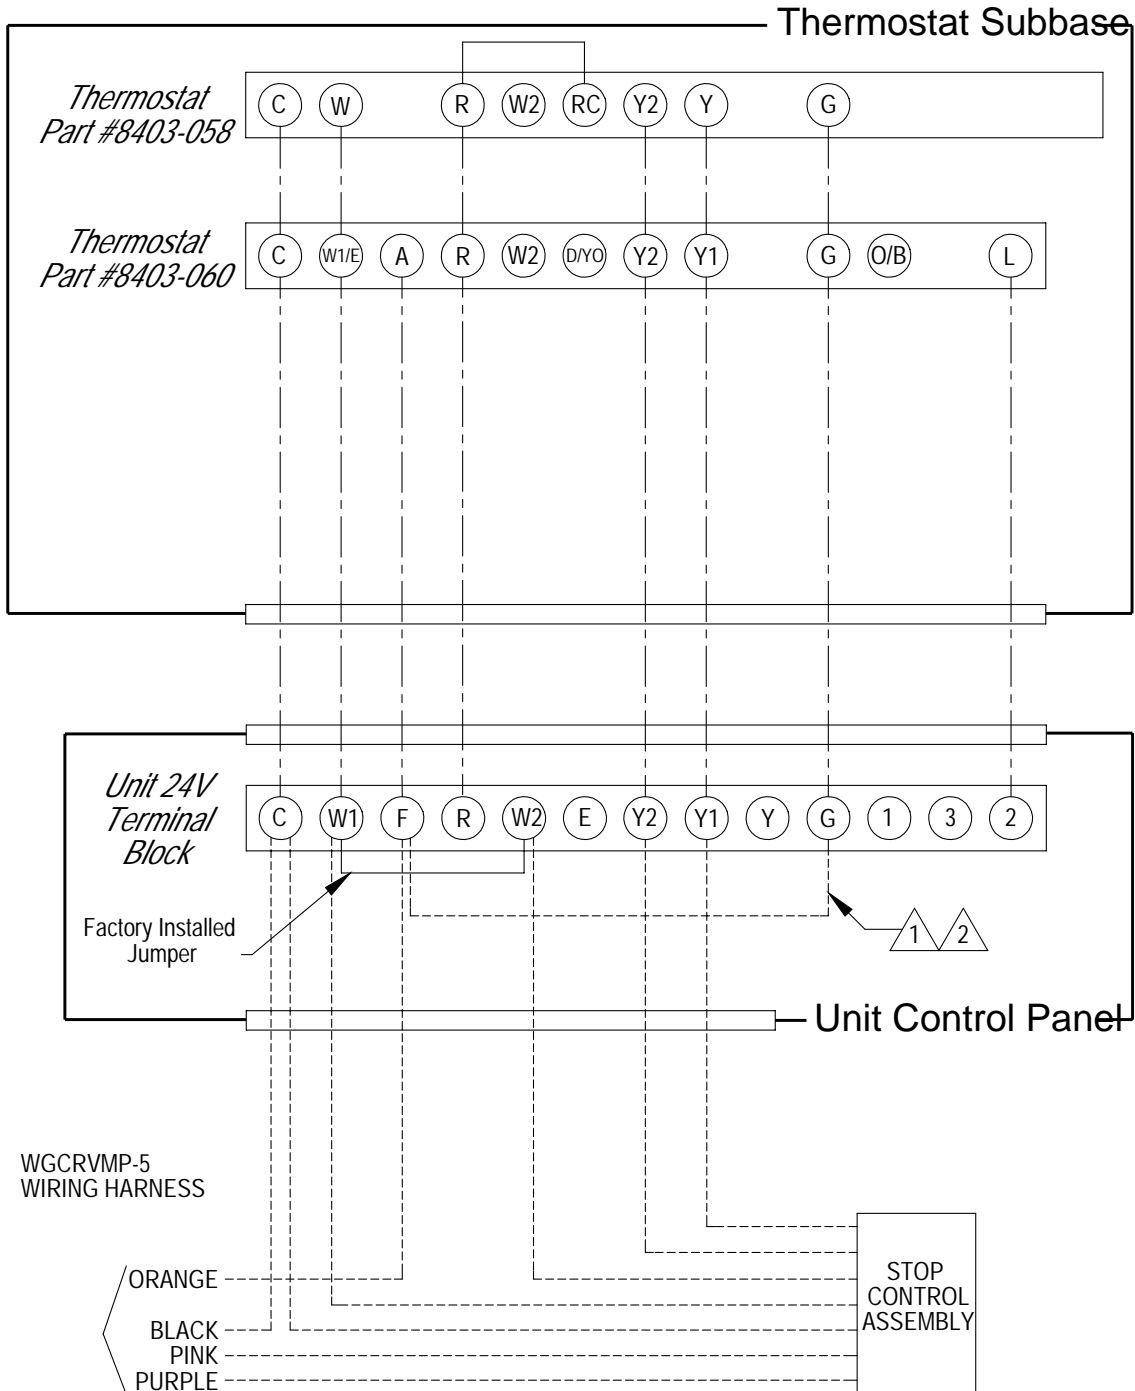 Thermostat Subbase
Thermostat
Part #8403-058
C W R W2 RC Y2 Y G
Thermostat
Part #8403-060
C W1/E A R W2 D/YO Y2 Y1 G O/B L
Unit 24V
Terminal
Block
C W1 F R W2 E Y2 Y1 Y G 1 3 2
Factory Installed
Jumper
1 2
Unit Control Panel
WGCRVMP-5
WIRING HARNESS
ORANGE
BLACK
PINK
PURPLE
STOP
CONTROL
ASSEMBLY